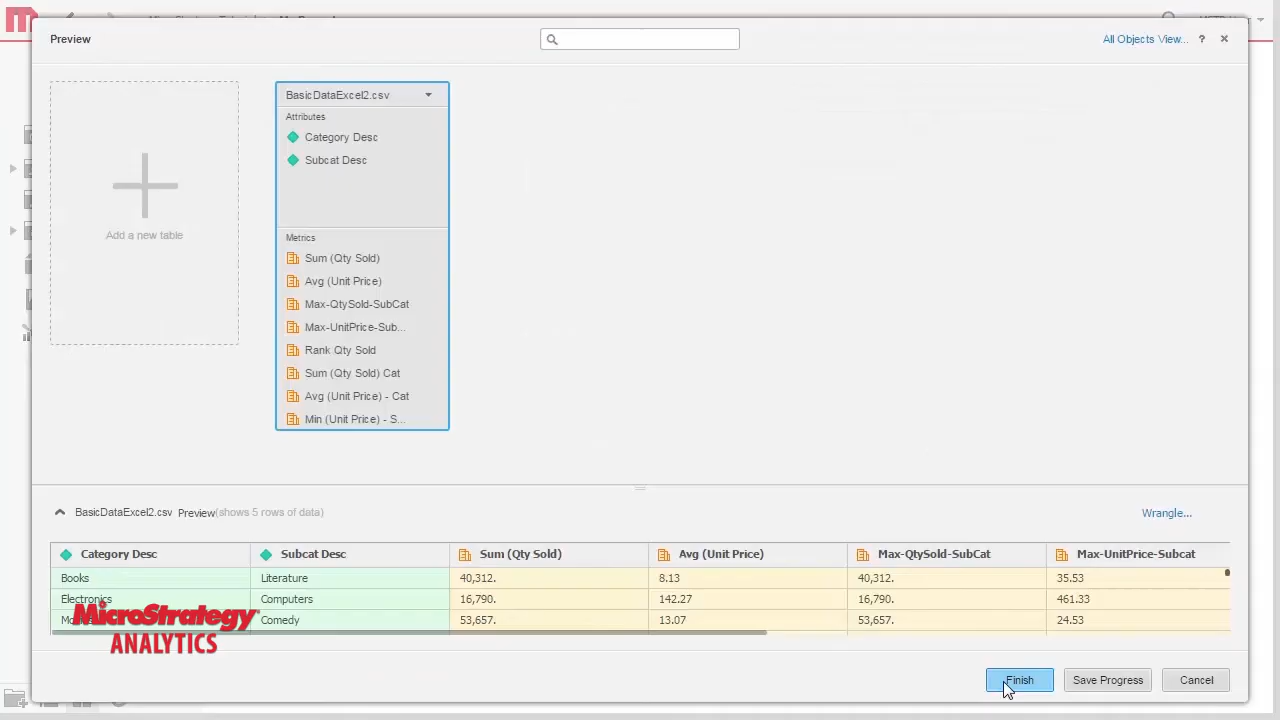 Preview
All Objects View...
?
BasicDataExcel2.csv
Attributes
Category Desc
Subcat Desc
Add a new table
Metrics
Sum (Qty Sold)
Avg (Unit Price)
Max-QtySold-SubCat
Max-UnitPrice-Sub...
Rank Qty Sold
Sum (Qty Sold) Cat
Avg (Unit Price) - Cat
Min (Unit Price) - S...
BasicDataExcel2.csv Preview(shows 5 rows of data)
Wrangle...
Category Desc Subcat Desc Sum (Qty Sold) Avg (Unit Price) Max-QtySold-SubCat Max-UnitPrice-Subcat
Books Literature 40,312. 8.13 40,312. 35.53
Electronics Computers 16,790. 142.27 16,790. 461.33
Comedy 53,657. 13.07 53,657. 24.53
MicroStrategy
ANALYTICS
Finish Save Progress Cancel